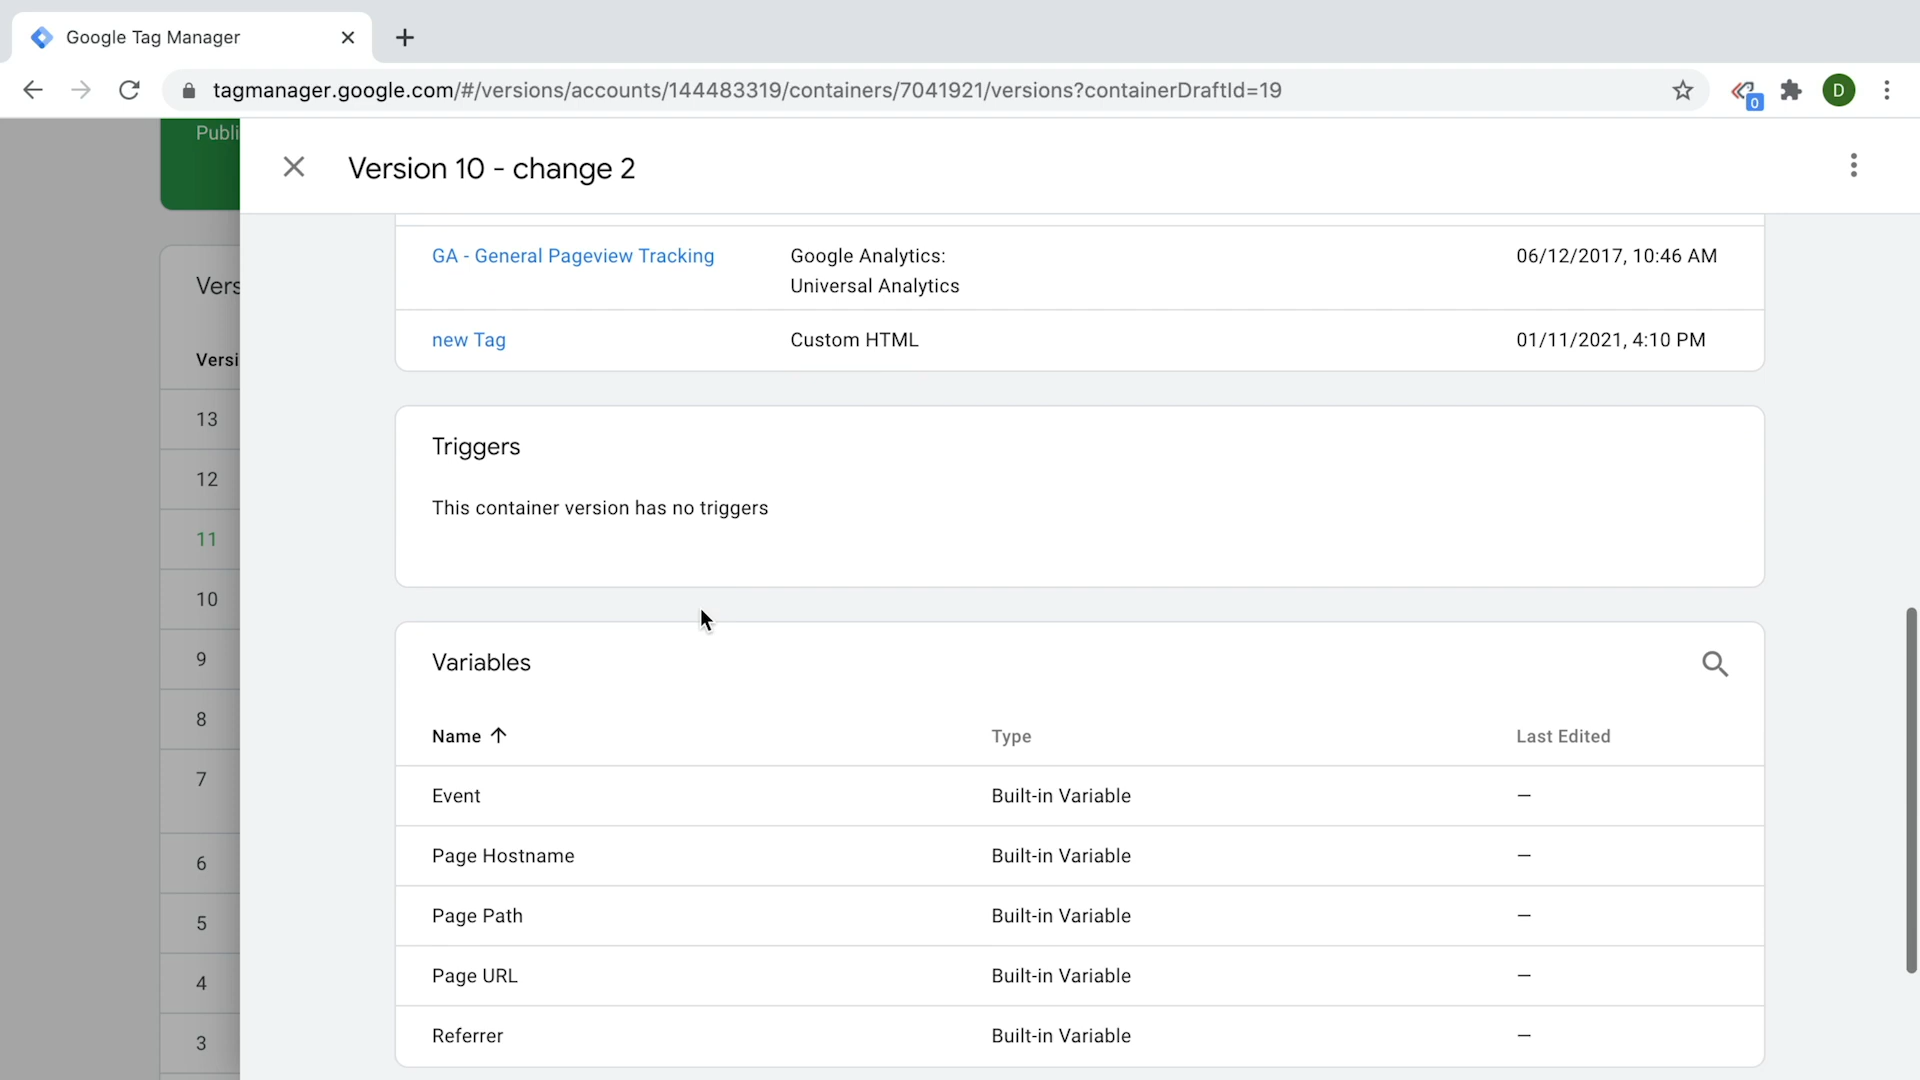 Google Tag Manager
tagmanager.google.com/#/versions/accounts/144483319/containers/7041921/versions?containerDraftId=19
0
D
Publi
Version 10 - change 2
GA - General Pageview Tracking Google Analytics: 06/12/2017, 10:46 AM
Universal Analytics
new Tag Custom HTML 01/11/2021, 4:10 PM
Vers
Versi
13
12
11
10
9
8
7
6
5
4
3
Triggers
This container version has no triggers
Variables
Name Type Last Edited
Event Built-in Variable –
Page Hostname Built-in Variable –
Page Path Built-in Variable –
Page URL Built-in Variable –
Referrer Built-in Variable –